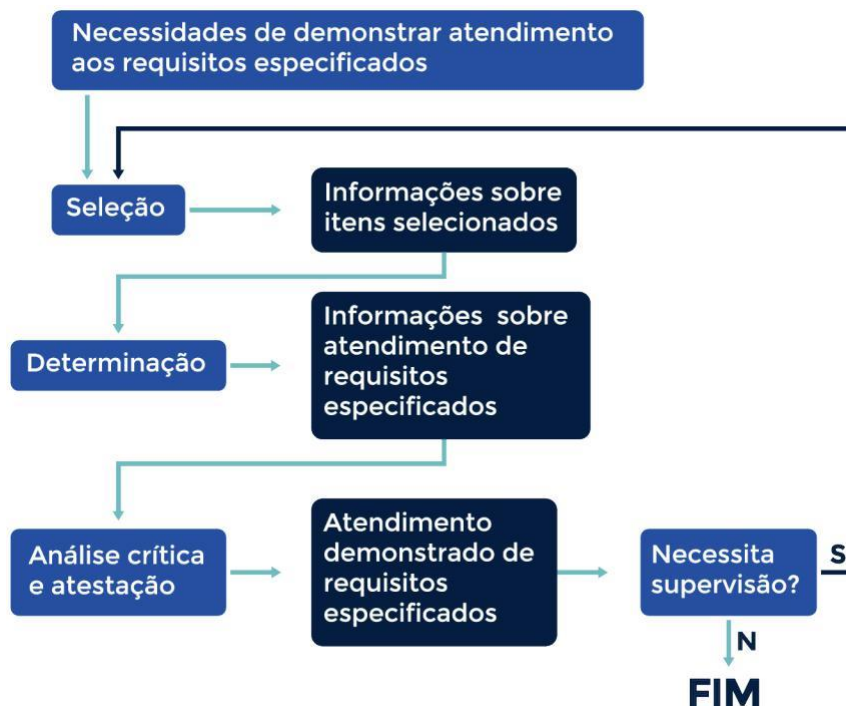 Necessidades de demonstrar atendimento
aos requisitos especificados
Seleção
Informações sobre
itens selecionados
Determinação
Informações sobre
atendimento de
requisitos
especificados
Análise crítica
e atestação
Atendimento
demonstrado de
requisitos
especificados
Necessita
supervisão?
S
N
FIM